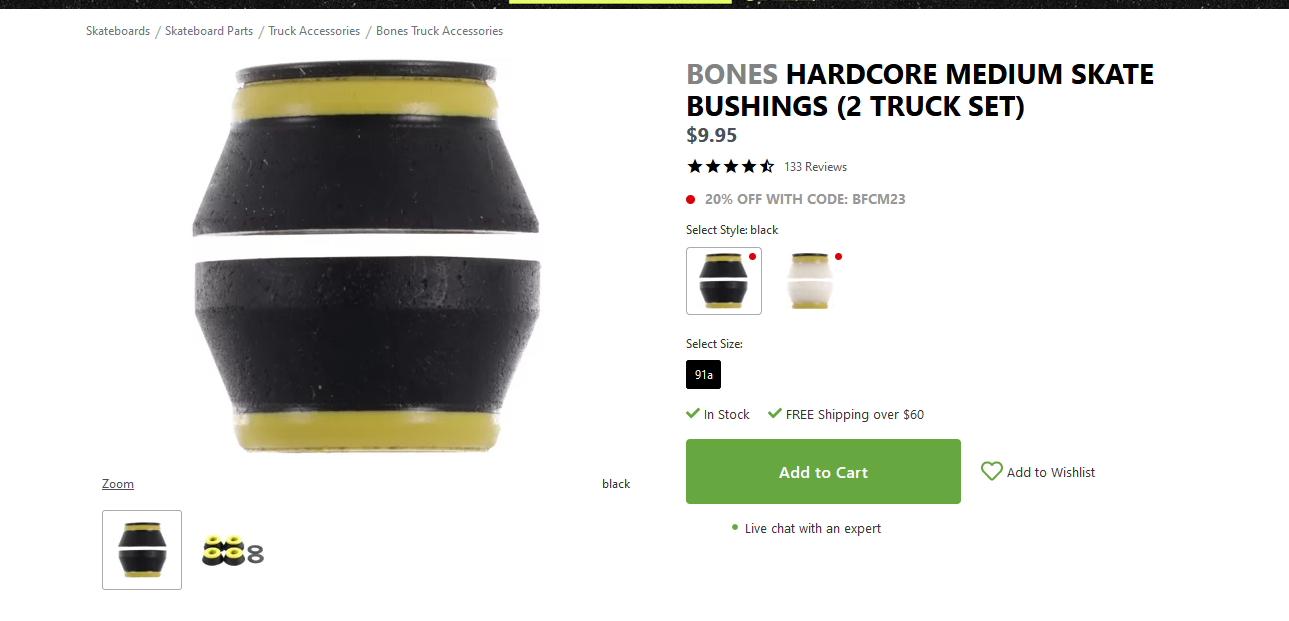 Skateboards / Skateboard Parts / Truck Accessories / Bones Truck Accessories
BONES HARDCORE MEDIUM SKATE
BUSHINGS (2 TRUCK SET)
$9.95
133 Reviews
20% OFF WITH CODE: BFCM23
Select Style: black
Select Size:
91a
In Stock
FREE Shipping over $60
Add to Cart
Add to Wishlist
Live chat with an expert
Zoom
black